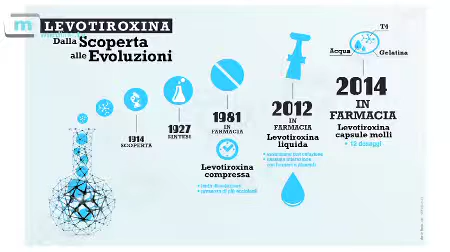 m
LEVOTIROXINA
Dalla Scoperta
alle Evoluzioni
1914
SCOPERTA
1927
SINTESI
1981
IN
FARMACIA
Levotiroxina
compressa
2012
IN
FARMACIA
Levotiroxina
liquida
T4
Acqua
Gelatina
2014
IN
FARMACIA
Levotiroxina
capsule molli
• 12 dosaggi